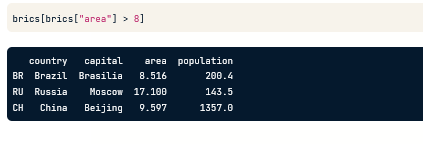 brics[brics["area"] > 8]
country capital area population
BR Brazil Brasilia 8.516 200.4
RU Russia Moscow 17.100 143.5
CH China Beijing 9.597 1357.0